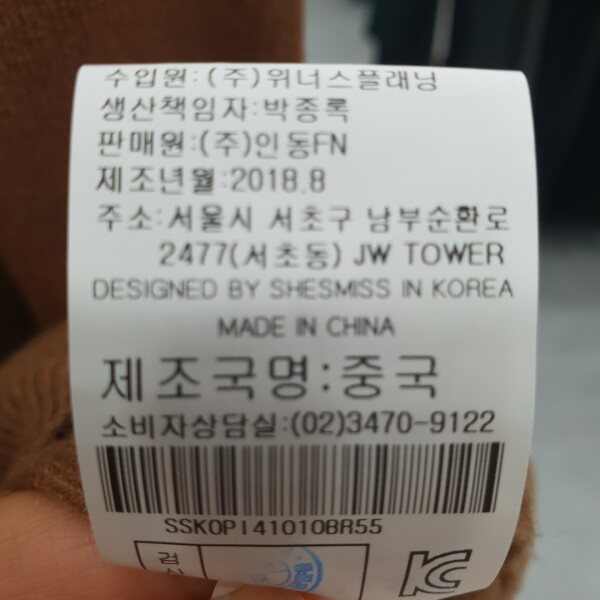 수입원:(주)위너스플래닝
생산책임자:박종록
판매원:(주)인동FN
제조년월:2018.8
주소:서울시 서초구 남부순환로
2477(서초동) JW TOWER
DESIGNED BY SHESMISS IN KOREA
MADE IN CHINA
제조국명:중국
소비자상담실:(02)3470-9122
SSKOPI41010BR55
검
KC